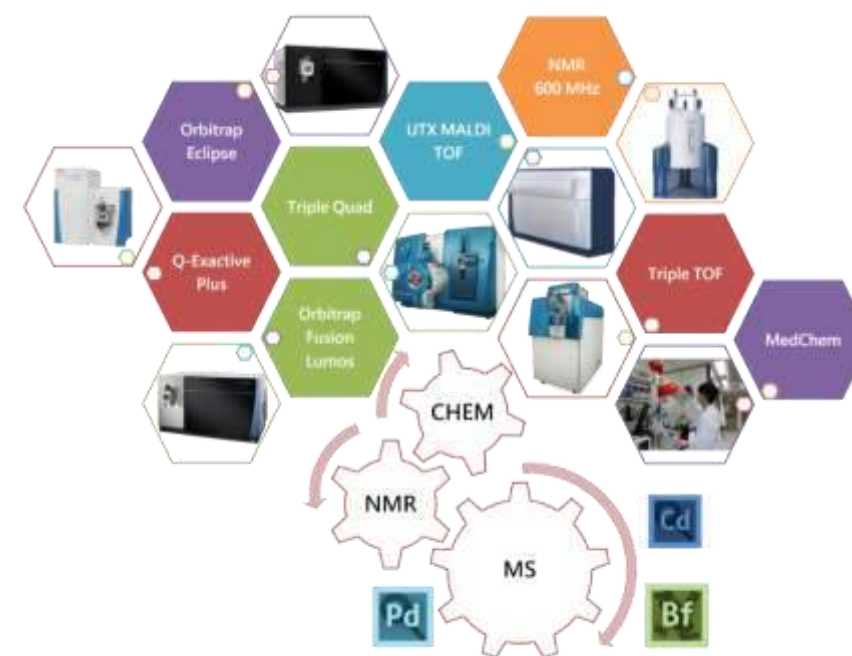 NMR
600 MHz
Orbitrap
Eclipse
UTX MALDI
TOF
Triple Quad
Q-Exactive
Plus
Triple TOF
Orbitrap
Fusion
Lumos
MedChem
CHEM
NMR
MS
Cd
Pd
Bf